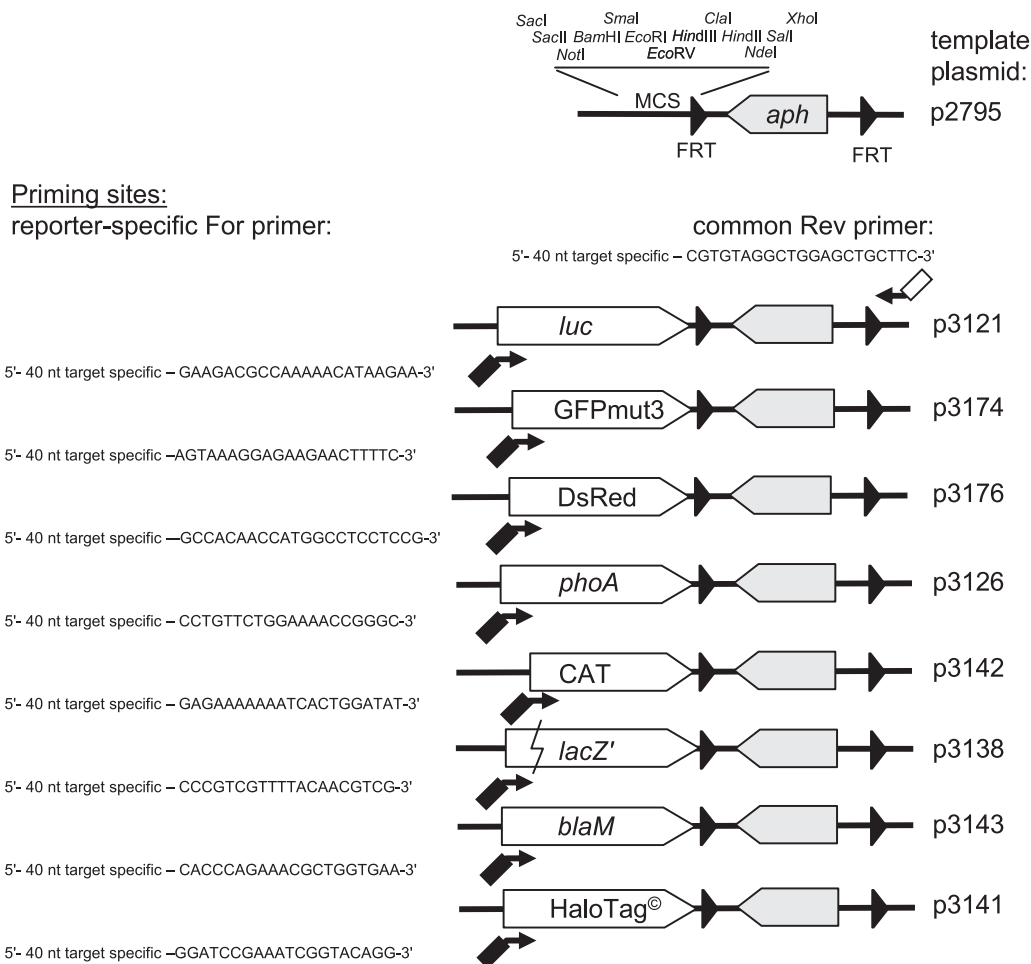 SacI SmaI ClaI XhoI
SacII BamHI EcoRI HindIII HindII SalI
NotI EcoRV NdeI
template
plasmid:
MCS
aph
p2795
FRT FRT
Priming sites:
reporter-specific For primer:
common Rev primer:
5'- 40 nt target specific – CGTGTAGGCTGGAGCTGCTTC-3'
luc p3121
5'- 40 nt target specific – GAAGACGCCAAAAACATAAGAA-3'
GFPmut3 p3174
5'- 40 nt target specific –AGTAAAGGAGAAGAACTTTTC-3'
DsRed p3176
5'- 40 nt target specific —GCCACAACCATGGCCTCCTCCG-3'
phoA p3126
5'- 40 nt target specific – CCTGTTCTGGAAAACCGGGC-3'
CAT p3142
5'- 40 nt target specific – GAGAAAAAAATCACTGGATAT-3'
lacZ' p3138
5'- 40 nt target specific – CCCGTCGTTTTACAACGTCG-3'
blaM p3143
5'- 40 nt target specific – CACCCAGAAACGCTGGTGAA-3'
HaloTag© p3141
5'- 40 nt target specific –GGATCCGAAATCGGTACAGG-3'